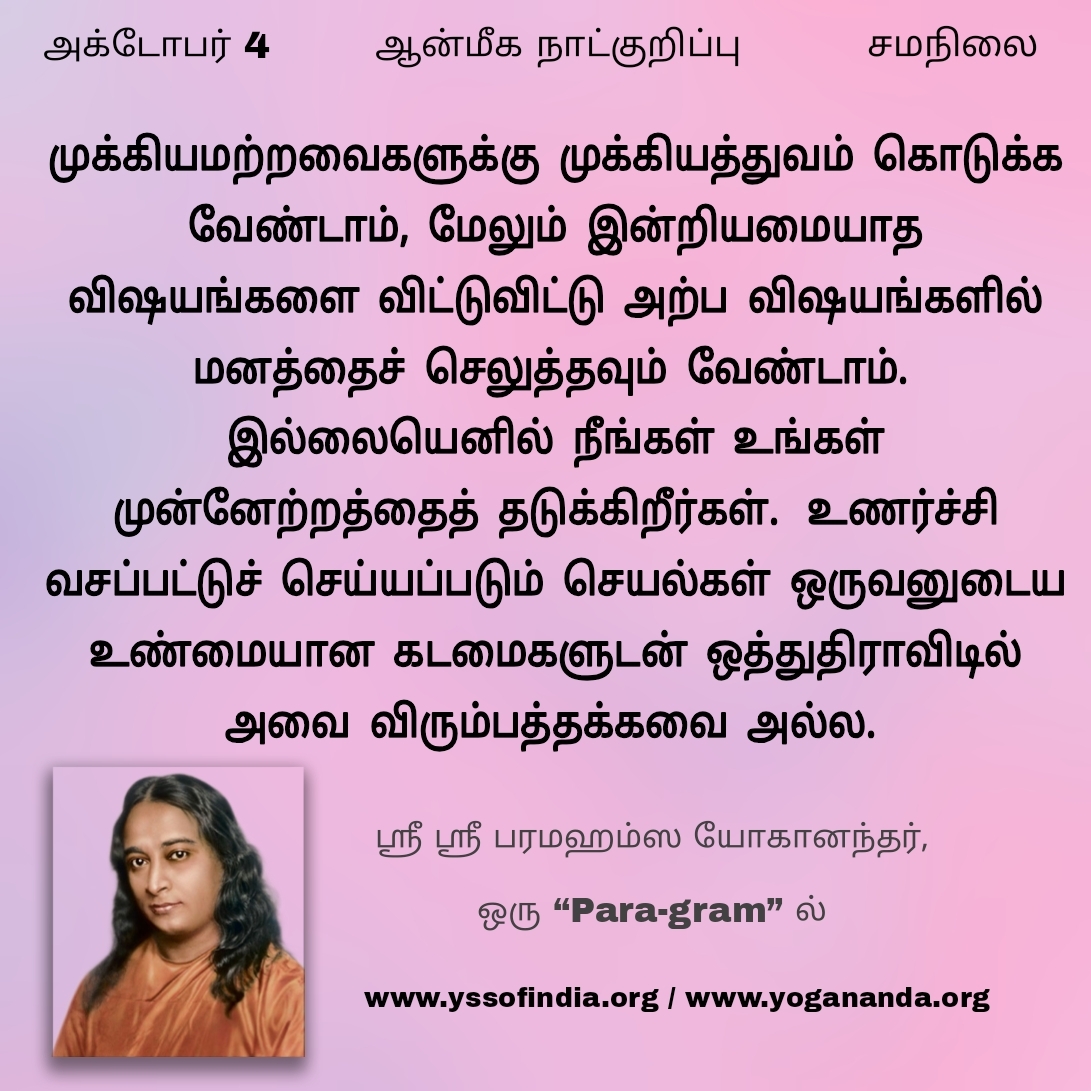 அக்டோபர் 4 ஆன்மீக நாட்குறிப்பு சமநிலை
முக்கியமற்றவைகளுக்கு முக்கியத்துவம் கொடுக்க
வேண்டாம், மேலும் இன்றியமையாத
விஷயங்களை விட்டுவிட்டு அற்ப விஷயங்களில்
மனத்தைச் செலுத்தவும் வேண்டாம்.
இல்லையெனில் நீங்கள் உங்கள்
முன்னேற்றத்தைத் தடுக்கிறீர்கள். உணர்ச்சி
வசப்பட்டுச் செய்யப்படும் செயல்கள் ஒருவனுடைய
உண்மையான கடமைகளுடன் ஒத்துதிராவிடில்
அவை விரும்பத்தக்கவை அல்ல.
ஸ்ரீ ஸ்ரீ பரமஹம்ஸ யோகானந்தர்,
ஒரு “Para-gram” ல்
www.yssofindia.org / www.yogananda.org